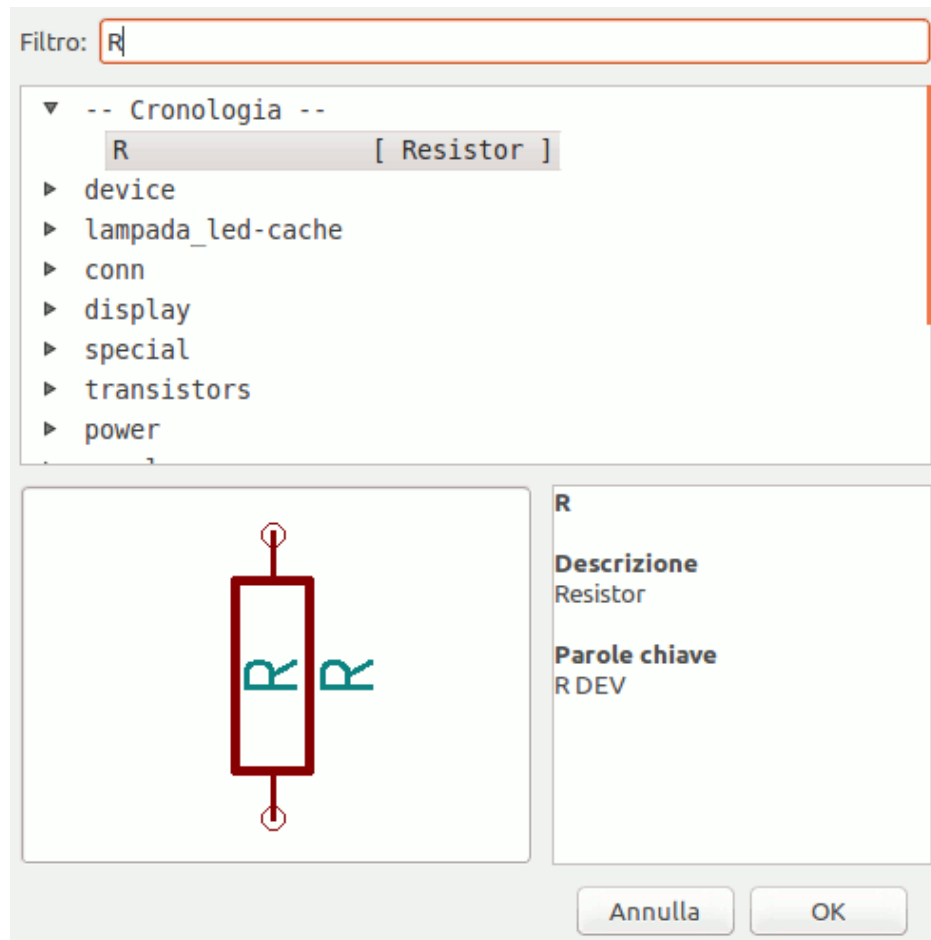 Filtro: R
-- Cronologia --
R [ Resistor ]
device
lampada_led-cache
conn
display
special
transistors
power
R R
R
Descrizione
Resistor
Parole chiave
R DEV
Annulla OK